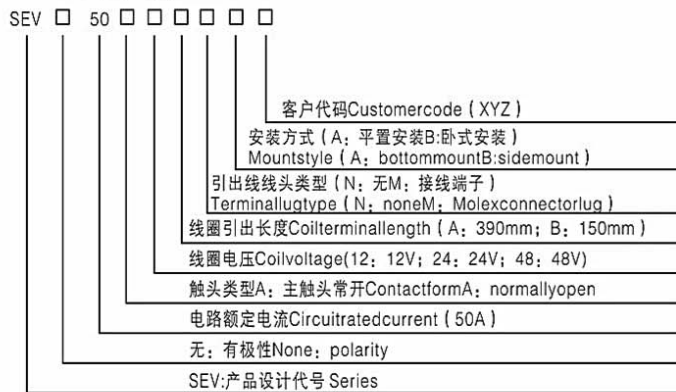 SEV □ 50 □ □ □ □ □ □
客户代码Customercode（XYZ）
安装方式（A：平置安装B:卧式安装）
Mountstyle（A：bottommountB:sidemount）
引出线线头类型（N：无M：接线端子）
Terminallugtype（N：noneM：Molexconnectorlug）
线圈引出长度Coilterminallength（A：390mm；B：150mm）
线圈电压Coilvoltage(12：12V；24：24V；48：48V)
触头类型A：主触头常开ContactformA：normallyopen
电路额定电流Circuitratedcurrent（50A）
无：有极性None：polarity
SEV:产品设计代号Series